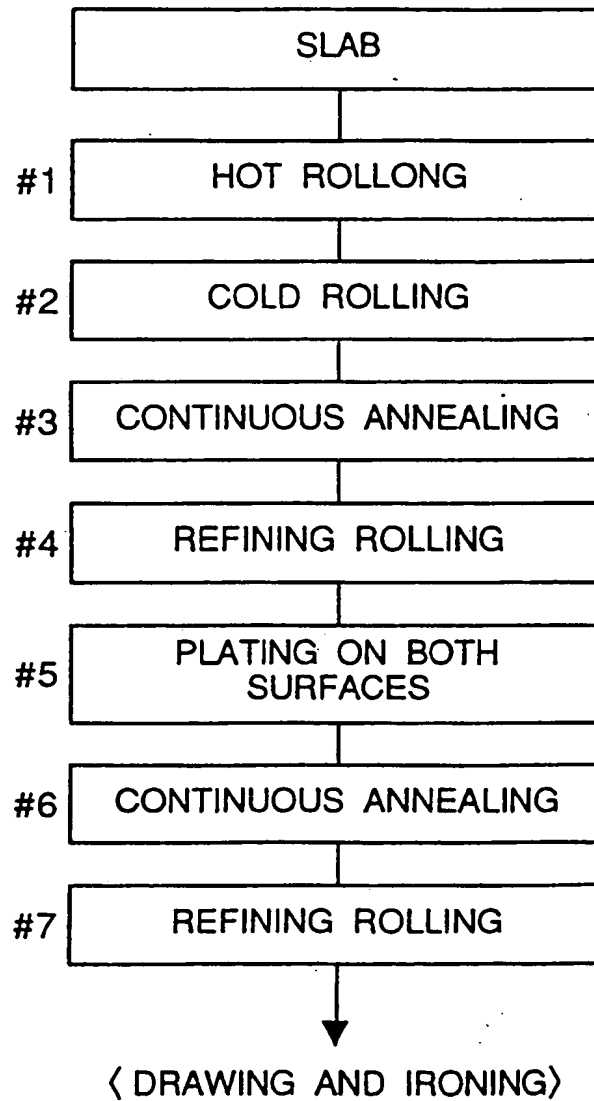 SLAB
#1 HOT ROLLONG
#2 COLD ROLLING
#3 CONTINUOUS ANNEALING
#4 REFINING ROLLING
#5 PLATING ON BOTH
SURFACES
#6 CONTINUOUS ANNEALING
#7 REFINING ROLLING
〈 DRAWING AND IRONING〉